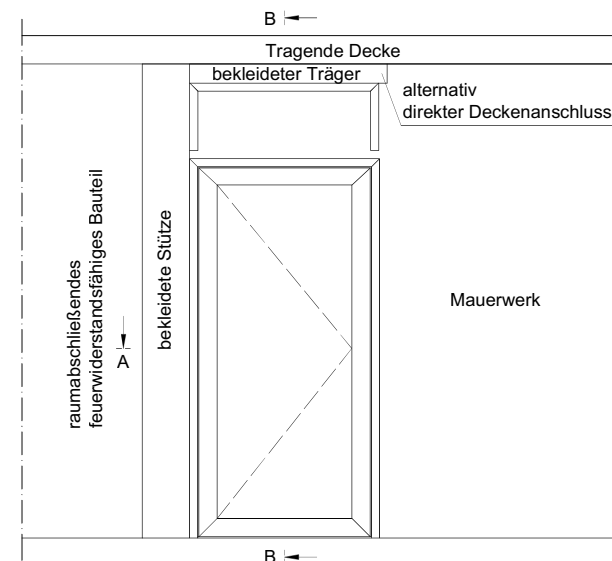 B
Tragende Decke
bekleideter Träger
alternativ
direkter Deckenanschluss
raumabschließendes
feuerwiderstandsfähiges Bauteil
bekleidete Stütze
Mauerwerk
A
B